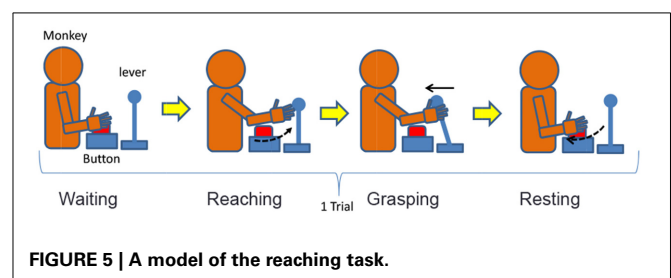 Monkey
lever
Button
Waiting
Reaching
1 Trial
Grasping
Resting
FIGURE 5 | A model of the reaching task.